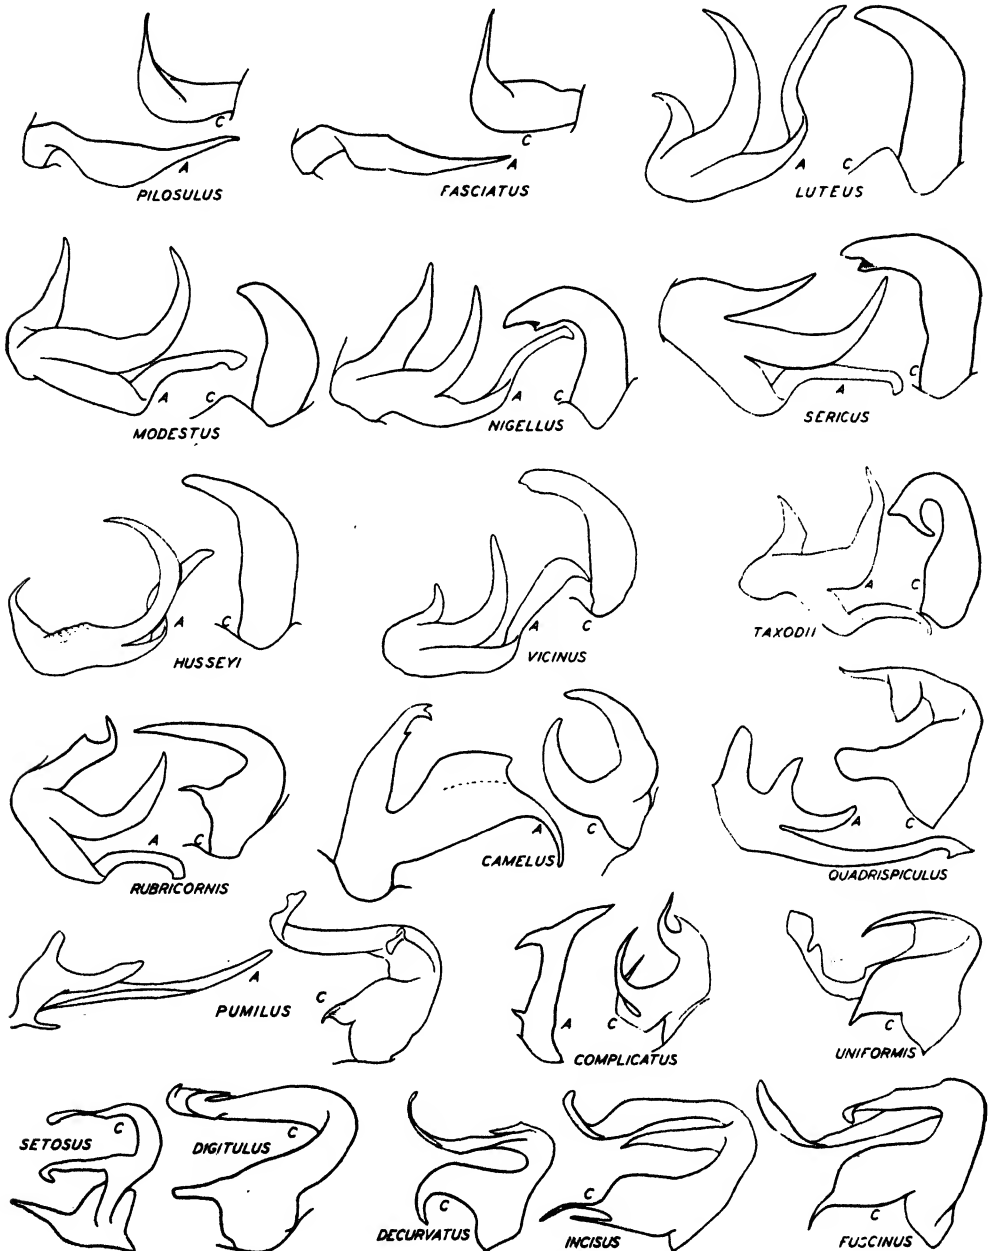 C
A
PILOSULUS
C
A
FASCIATUS
A C
LUTEUS
A C
MODESTUS
A C
NIGELLUS
C
A
SERICUS
A C
HUSSEYI
A C
VICINUS
A C
TAXODII
A C
RUBRICORNIS
A C
CAMELUS
A C
QUADRISPICULUS
A
C
PUMILUS
A C
COMPLICATUS
C
UNIFORMIS
C
SETOSUS
C
DIGITULUS
C
DECURVATUS
C
INCISUS
C
FUSCINUS